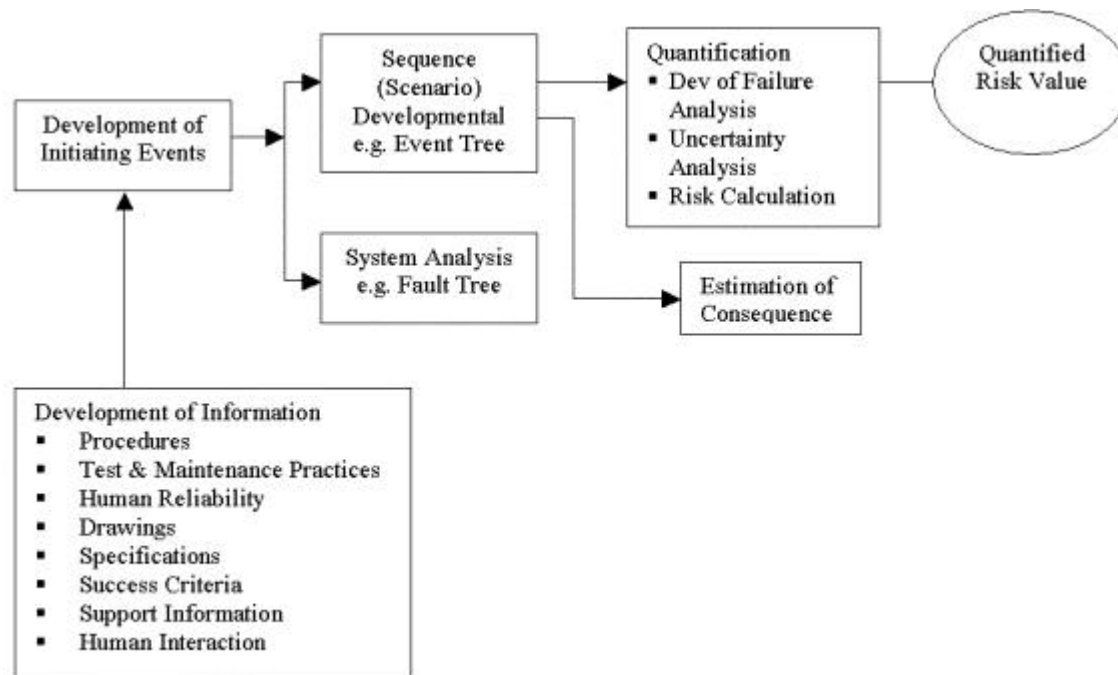 Development of
Initiating Events
Sequence
(Scenario)
Developmental
e.g. Event Tree
System Analysis
e.g. Fault Tree
Quantification
▪ Dev of Failure
Analysis
▪ Uncertainty
Analysis
▪ Risk Calculation
Quantified
Risk Value
Estimation of
Consequence
Development of Information
▪ Procedures
▪ Test & Maintenance Practices
▪ Human Reliability
▪ Drawings
▪ Specifications
▪ Success Criteria
▪ Support Information
▪ Human Interaction